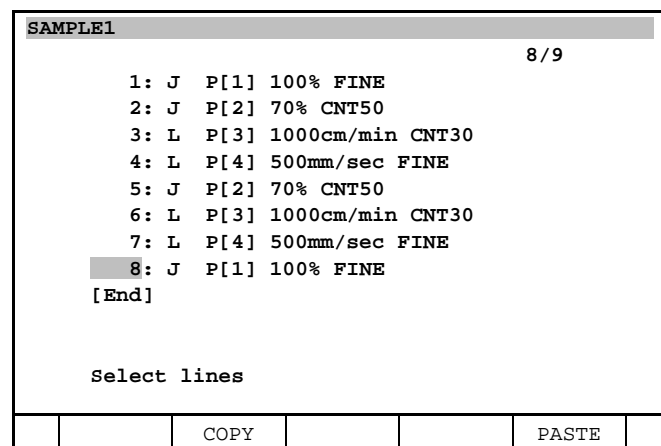 SAMPLE1
8/9
1: J P[1] 100% FINE
2: J P[2] 70% CNT50
3: L P[3] 1000cm/min CNT30
4: L P[4] 500mm/sec FINE
5: J P[2] 70% CNT50
6: L P[3] 1000cm/min CNT30
7: L P[4] 500mm/sec FINE
8: J P[1] 100% FINE
[End]
Select lines
COPY PASTE